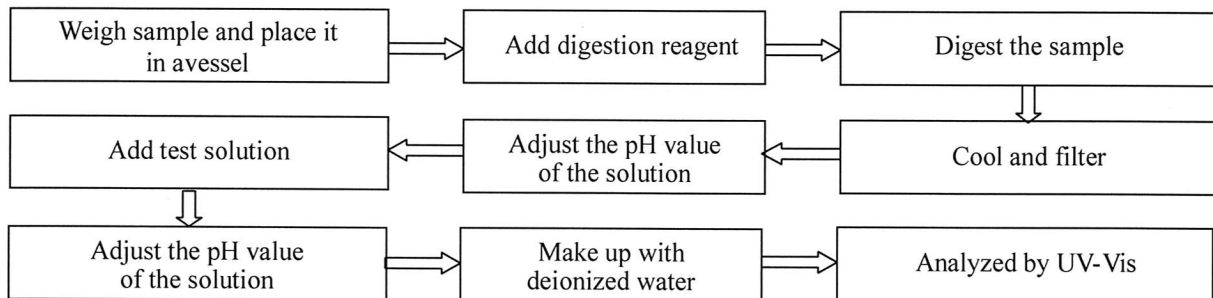 Weigh sample and place it
in avessel
Add digestion reagent
Digest the sample
Add test solution
Adjust the pH value
of the solution
Cool and filter
Adjust the pH value
of the solution
Make up with
deionized water
Analyzed by UV-Vis